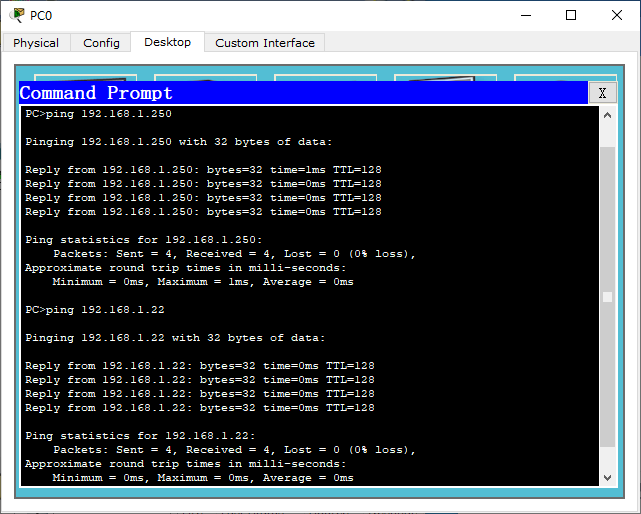 PC0
Physical Config Desktop Custom Interface
Command Prompt X
PC>ping 192.168.1.250
Pinging 192.168.1.250 with 32 bytes of data:
Reply from 192.168.1.250: bytes=32 time=1ms TTL=128
Reply from 192.168.1.250: bytes=32 time=0ms TTL=128
Reply from 192.168.1.250: bytes=32 time=0ms TTL=128
Reply from 192.168.1.250: bytes=32 time=0ms TTL=128
Ping statistics for 192.168.1.250:
Packets: Sent = 4, Received = 4, Lost = 0 (0% loss),
Approximate round trip times in milli-seconds:
Minimum = 0ms, Maximum = 1ms, Average = 0ms
PC>ping 192.168.1.22
Pinging 192.168.1.22 with 32 bytes of data:
Reply from 192.168.1.22: bytes=32 time=0ms TTL=128
Reply from 192.168.1.22: bytes=32 time=0ms TTL=128
Reply from 192.168.1.22: bytes=32 time=0ms TTL=128
Reply from 192.168.1.22: bytes=32 time=0ms TTL=128
Ping statistics for 192.168.1.22:
Packets: Sent = 4, Received = 4, Lost = 0 (0% loss),
Approximate round trip times in milli-seconds:
Minimum = 0ms, Maximum = 0ms, Average = 0ms